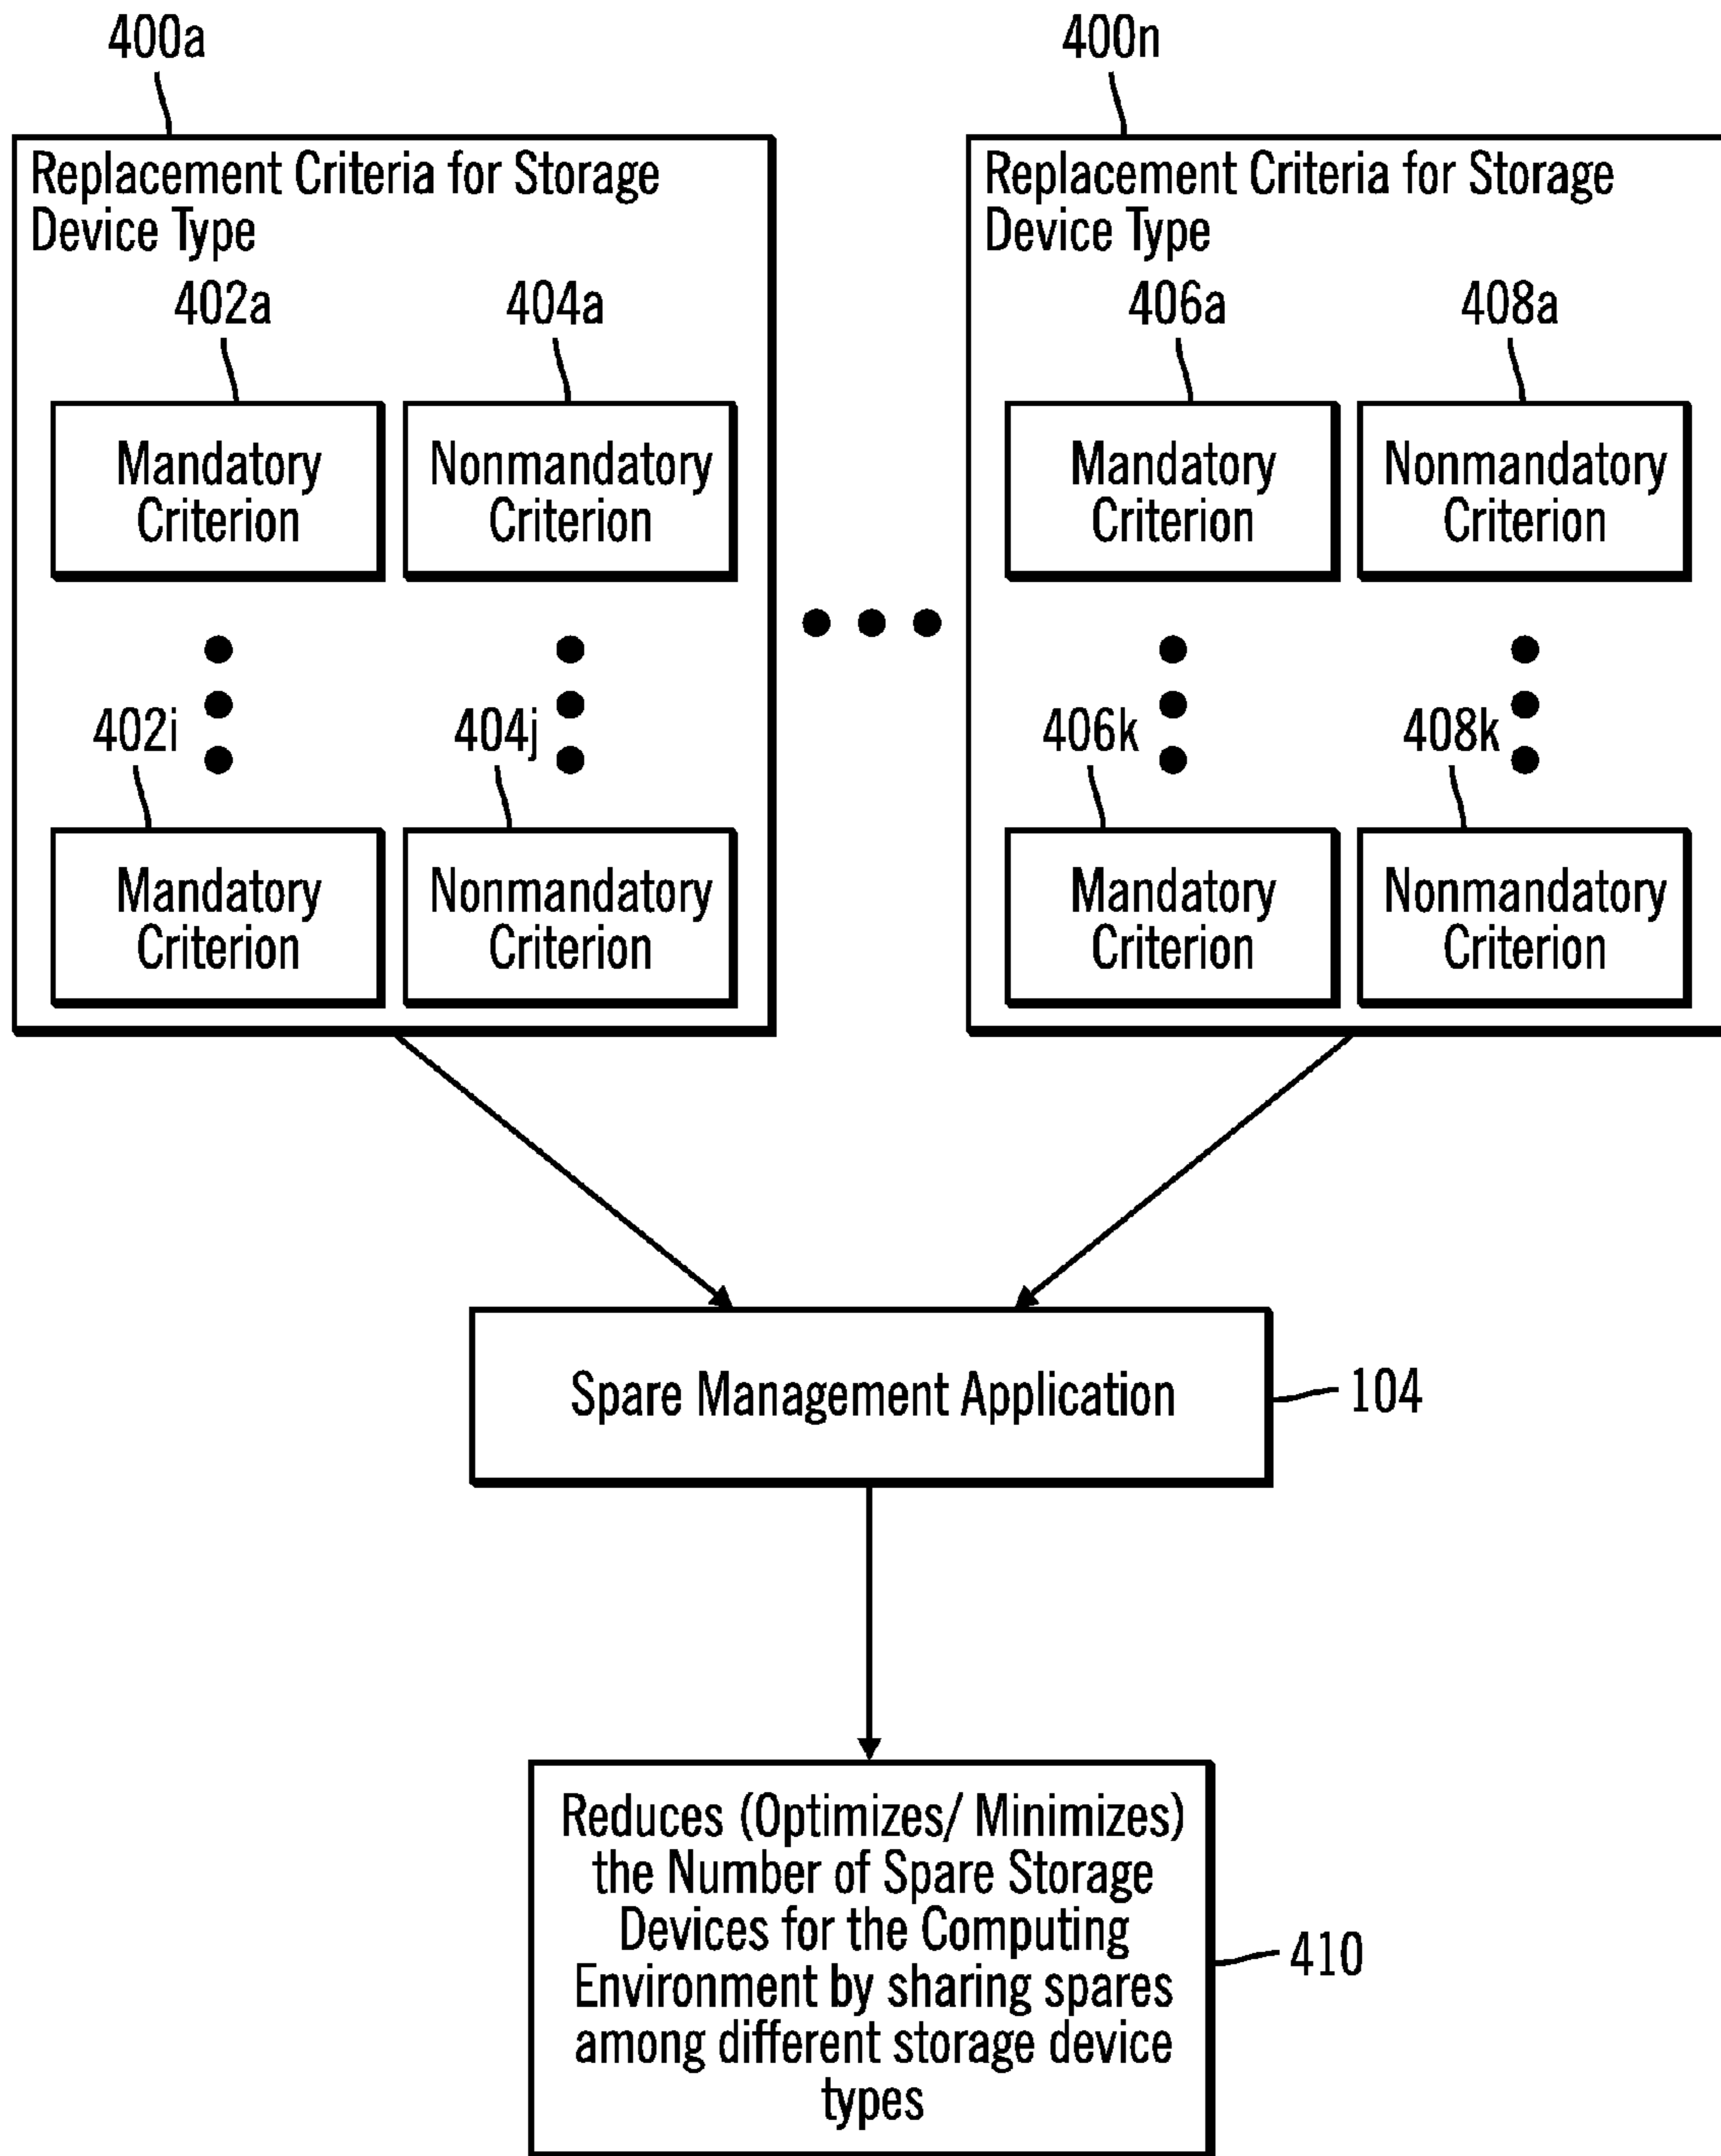 400a
400n
Replacement Criteria for Storage
Device Type
402a
404a
Mandatory
Criterion
Nonmandatory
Criterion
402i
404j
Mandatory
Criterion
Nonmandatory
Criterion
Replacement Criteria for Storage
Device Type
406a
408a
Mandatory
Criterion
Nonmandatory
Criterion
406k
408k
Mandatory
Criterion
Nonmandatory
Criterion
Spare Management Application
104
Reduces (Optimizes/ Minimizes)
the Number of Spare Storage
Devices for the Computing
Environment by sharing spares
among different storage device
types
410